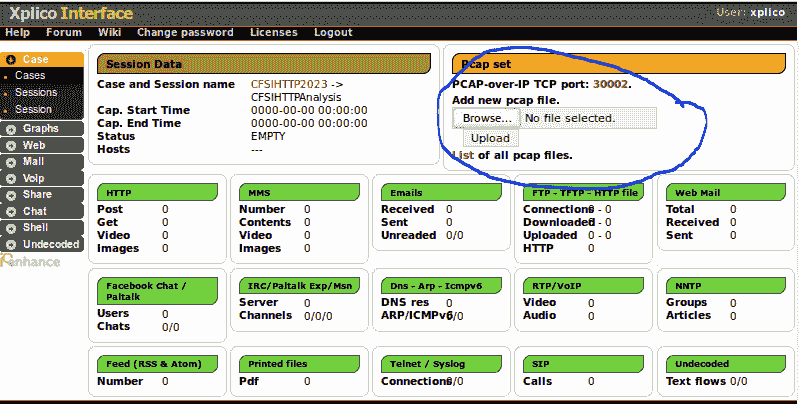 Xplico Interface
User: xplico
Help Forum Wiki Change password Licenses Logout
Case
Cases
Sessions
Session
Graphs
Web
Mail
Voip
Share
Chat
Shell
Undecoded
Session Data
Case and Session name CFSIHTTP2023 ->
CFSIHTTPAnalysis
Cap. Start Time 0000-00-00 00:00:00
Cap. End Time 0000-00-00 00:00:00
Status EMPTY
Hosts ---
Pcap set
PCAP-over-IP TCP port: 30002.
Add new pcap file.
Browse... No file selected.
Upload
List of all pcap files.
HTTP
Post 0
Get 0
Video 0
Images 0
MMS
Number 0
Contents 0
Video 0
Images 0
Emails
Received 0
Sent 0
Unreaded 0/0
FTP - TFTP - HTTP file
Connections 0 - 0
Downloaded 0 - 0
Uploaded 0 - 0
HTTP 0
Web Mail
Total 0
Received 0
Sent 0
Facebook Chat /
Paltalk
Users 0
Chats 0/0
IRC/Paltalk Exp/Msn
Server 0
Channels 0/0/0
Dns - Arp - Icmpv6
DNS res 0
ARP/ICMPv6 0/0
RTP/VoIP
Video 0
Audio 0
NNTP
Groups 0
Articles 0
Feed (RSS & Atom)
Number 0
Printed files
Pdf 0
Telnet / Syslog
Connections 0/0
SIP
Calls 0
Undecoded
Text flows 0/0